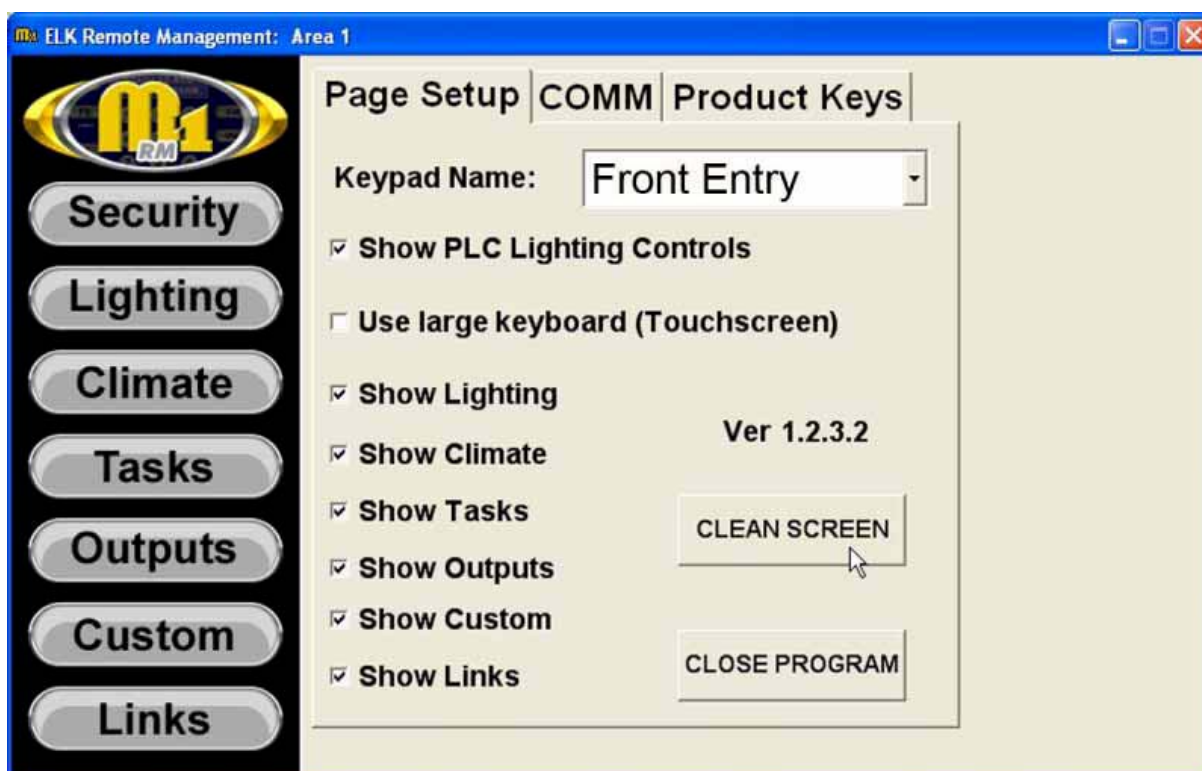 ELK Remote Management: Area 1
M1
RM
Security
Lighting
Climate
Tasks
Outputs
Custom
Links
Page Setup COMM Product Keys
Keypad Name: Front Entry
Show PLC Lighting Controls
Use large keyboard (Touchscreen)
Show Lighting
Ver 1.2.3.2
Show Climate
Show Tasks
CLEAN SCREEN
Show Outputs
Show Custom
CLOSE PROGRAM
Show Links